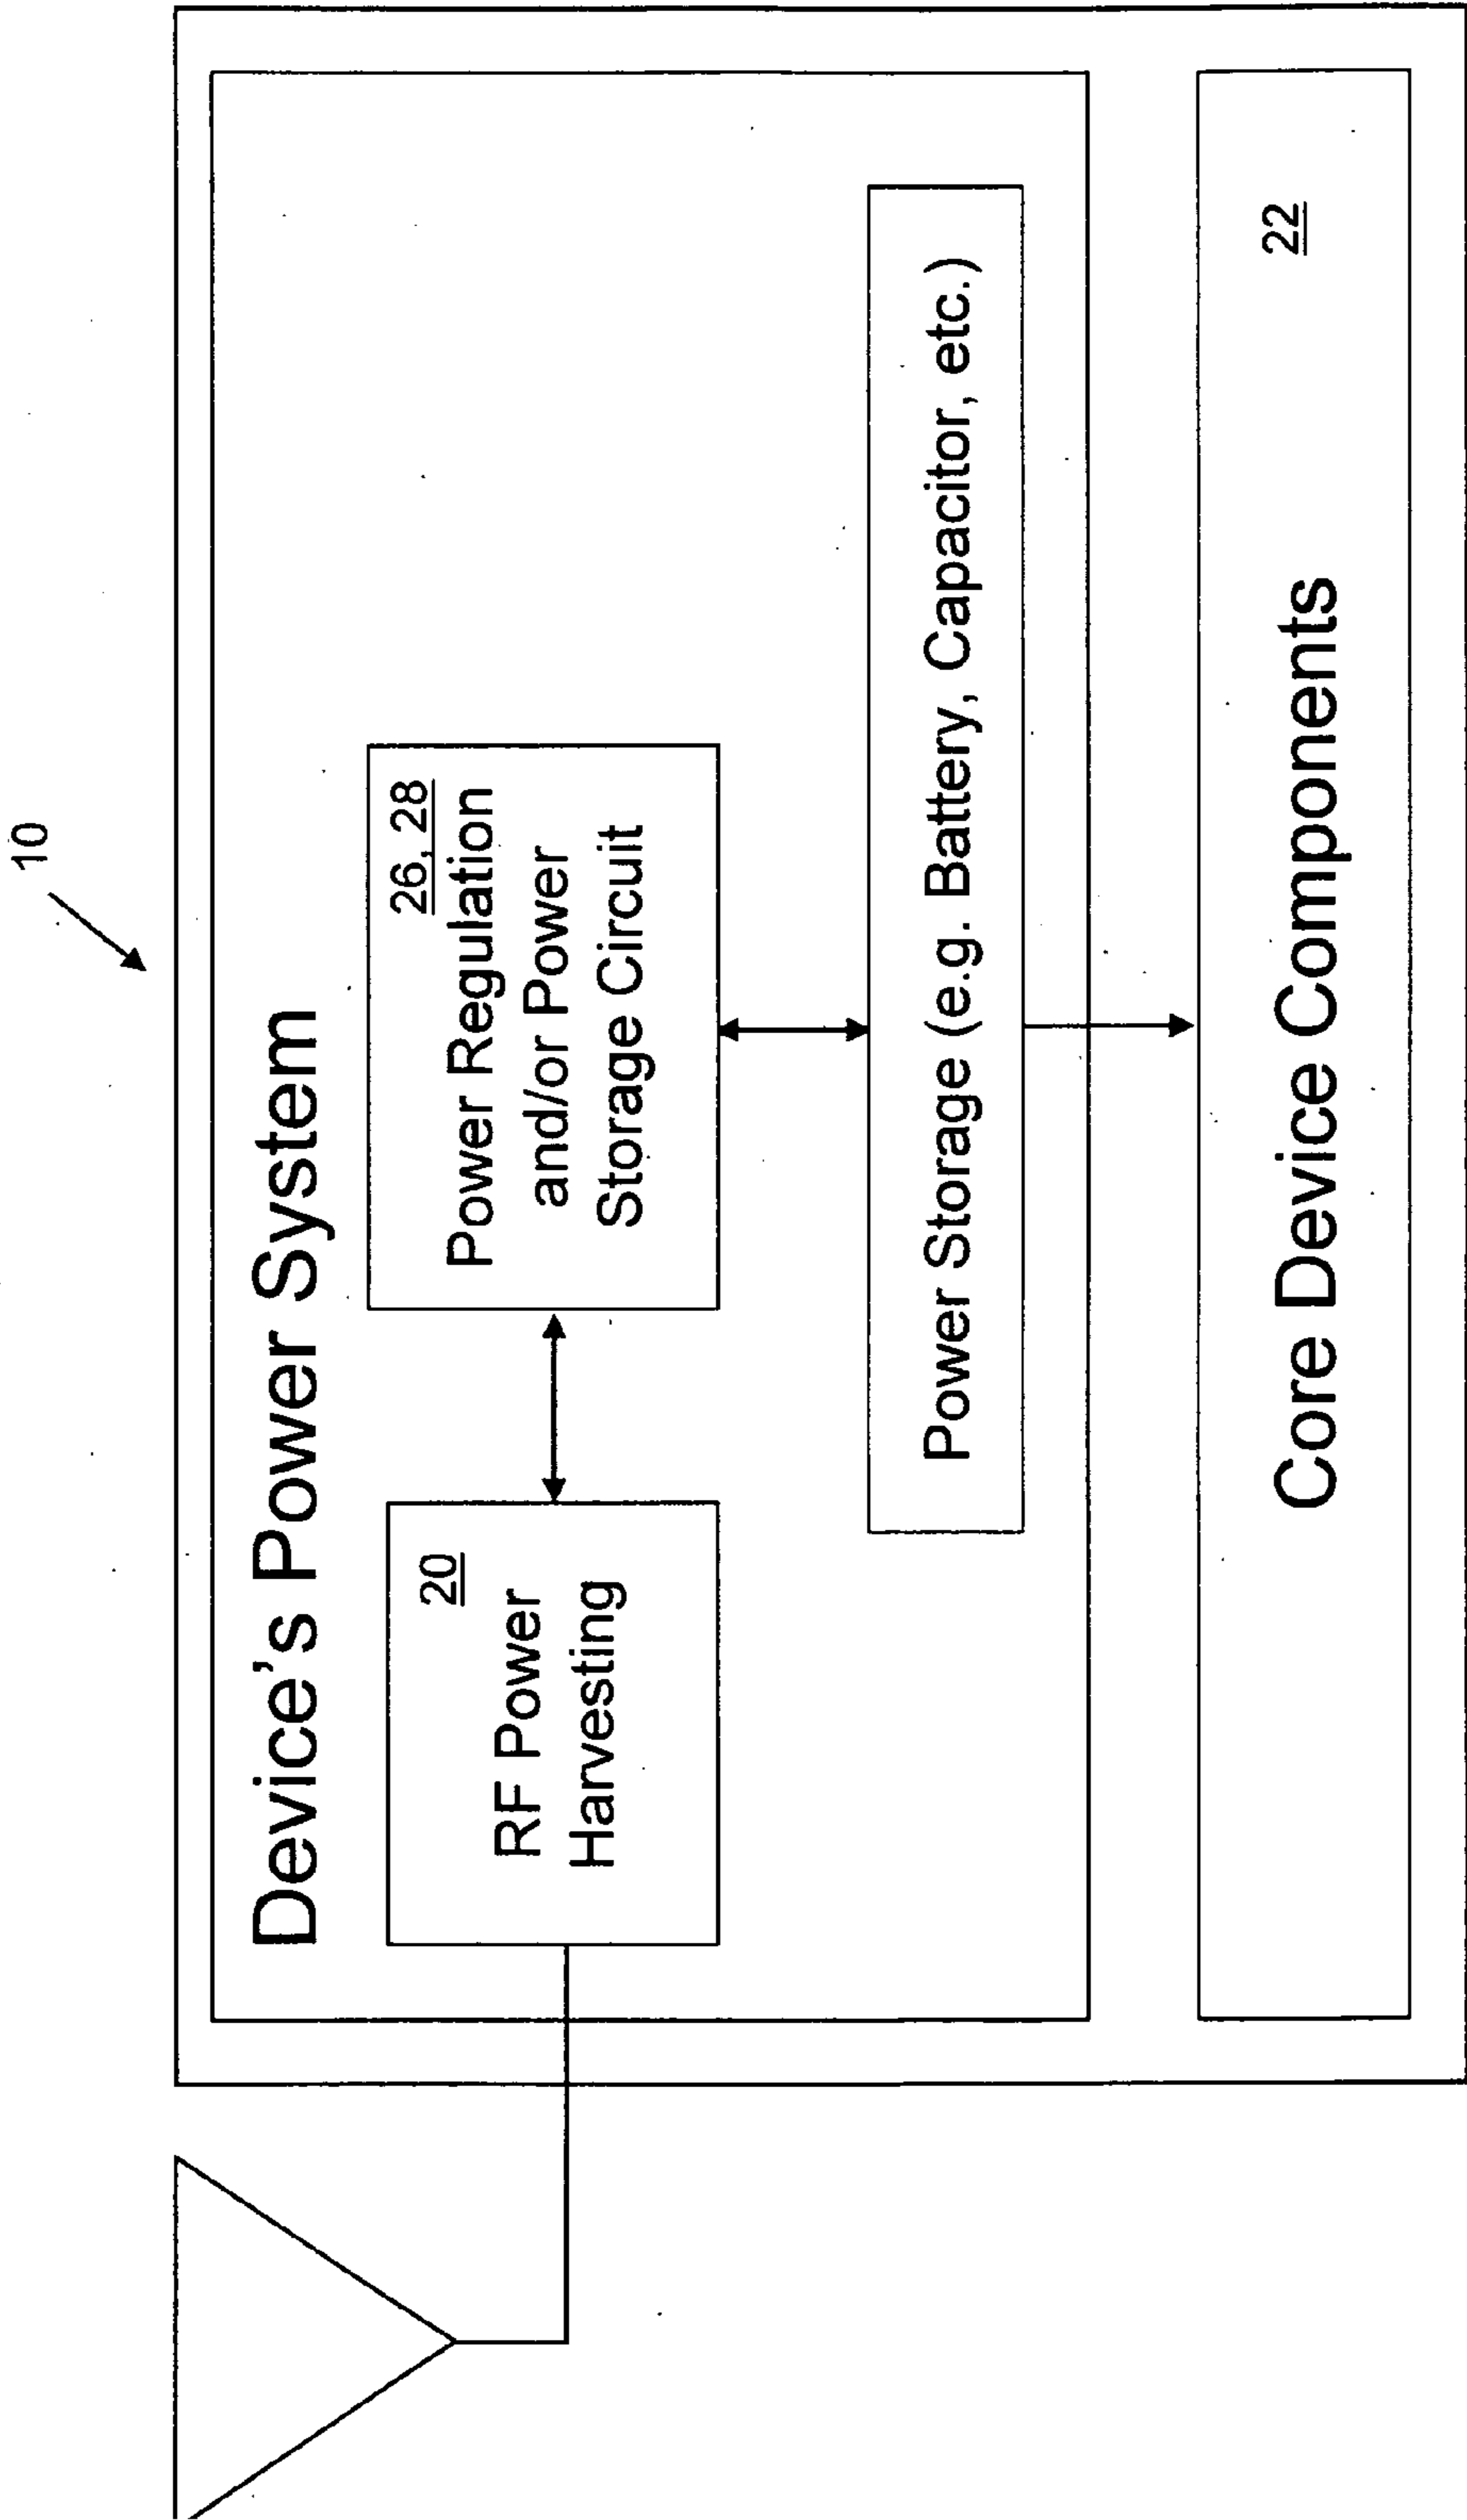 10
Device's Power System
20
RF Power
Harvesting
26, 28
Power Regulation
and/or Power
Storage Circuit
Power Storage (e.g. Battery, Capacitor, etc.)
22
Core Device Components